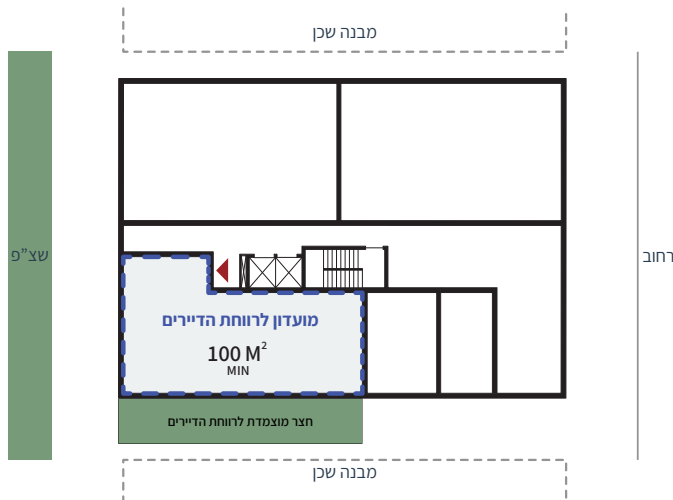 מבנה שכן
רחוב
שצ"פ
מועדון לרווחת הדיירים
100 M²
MIN
חצר מוצמדת לרווחת הדיירים
מבנה שכן